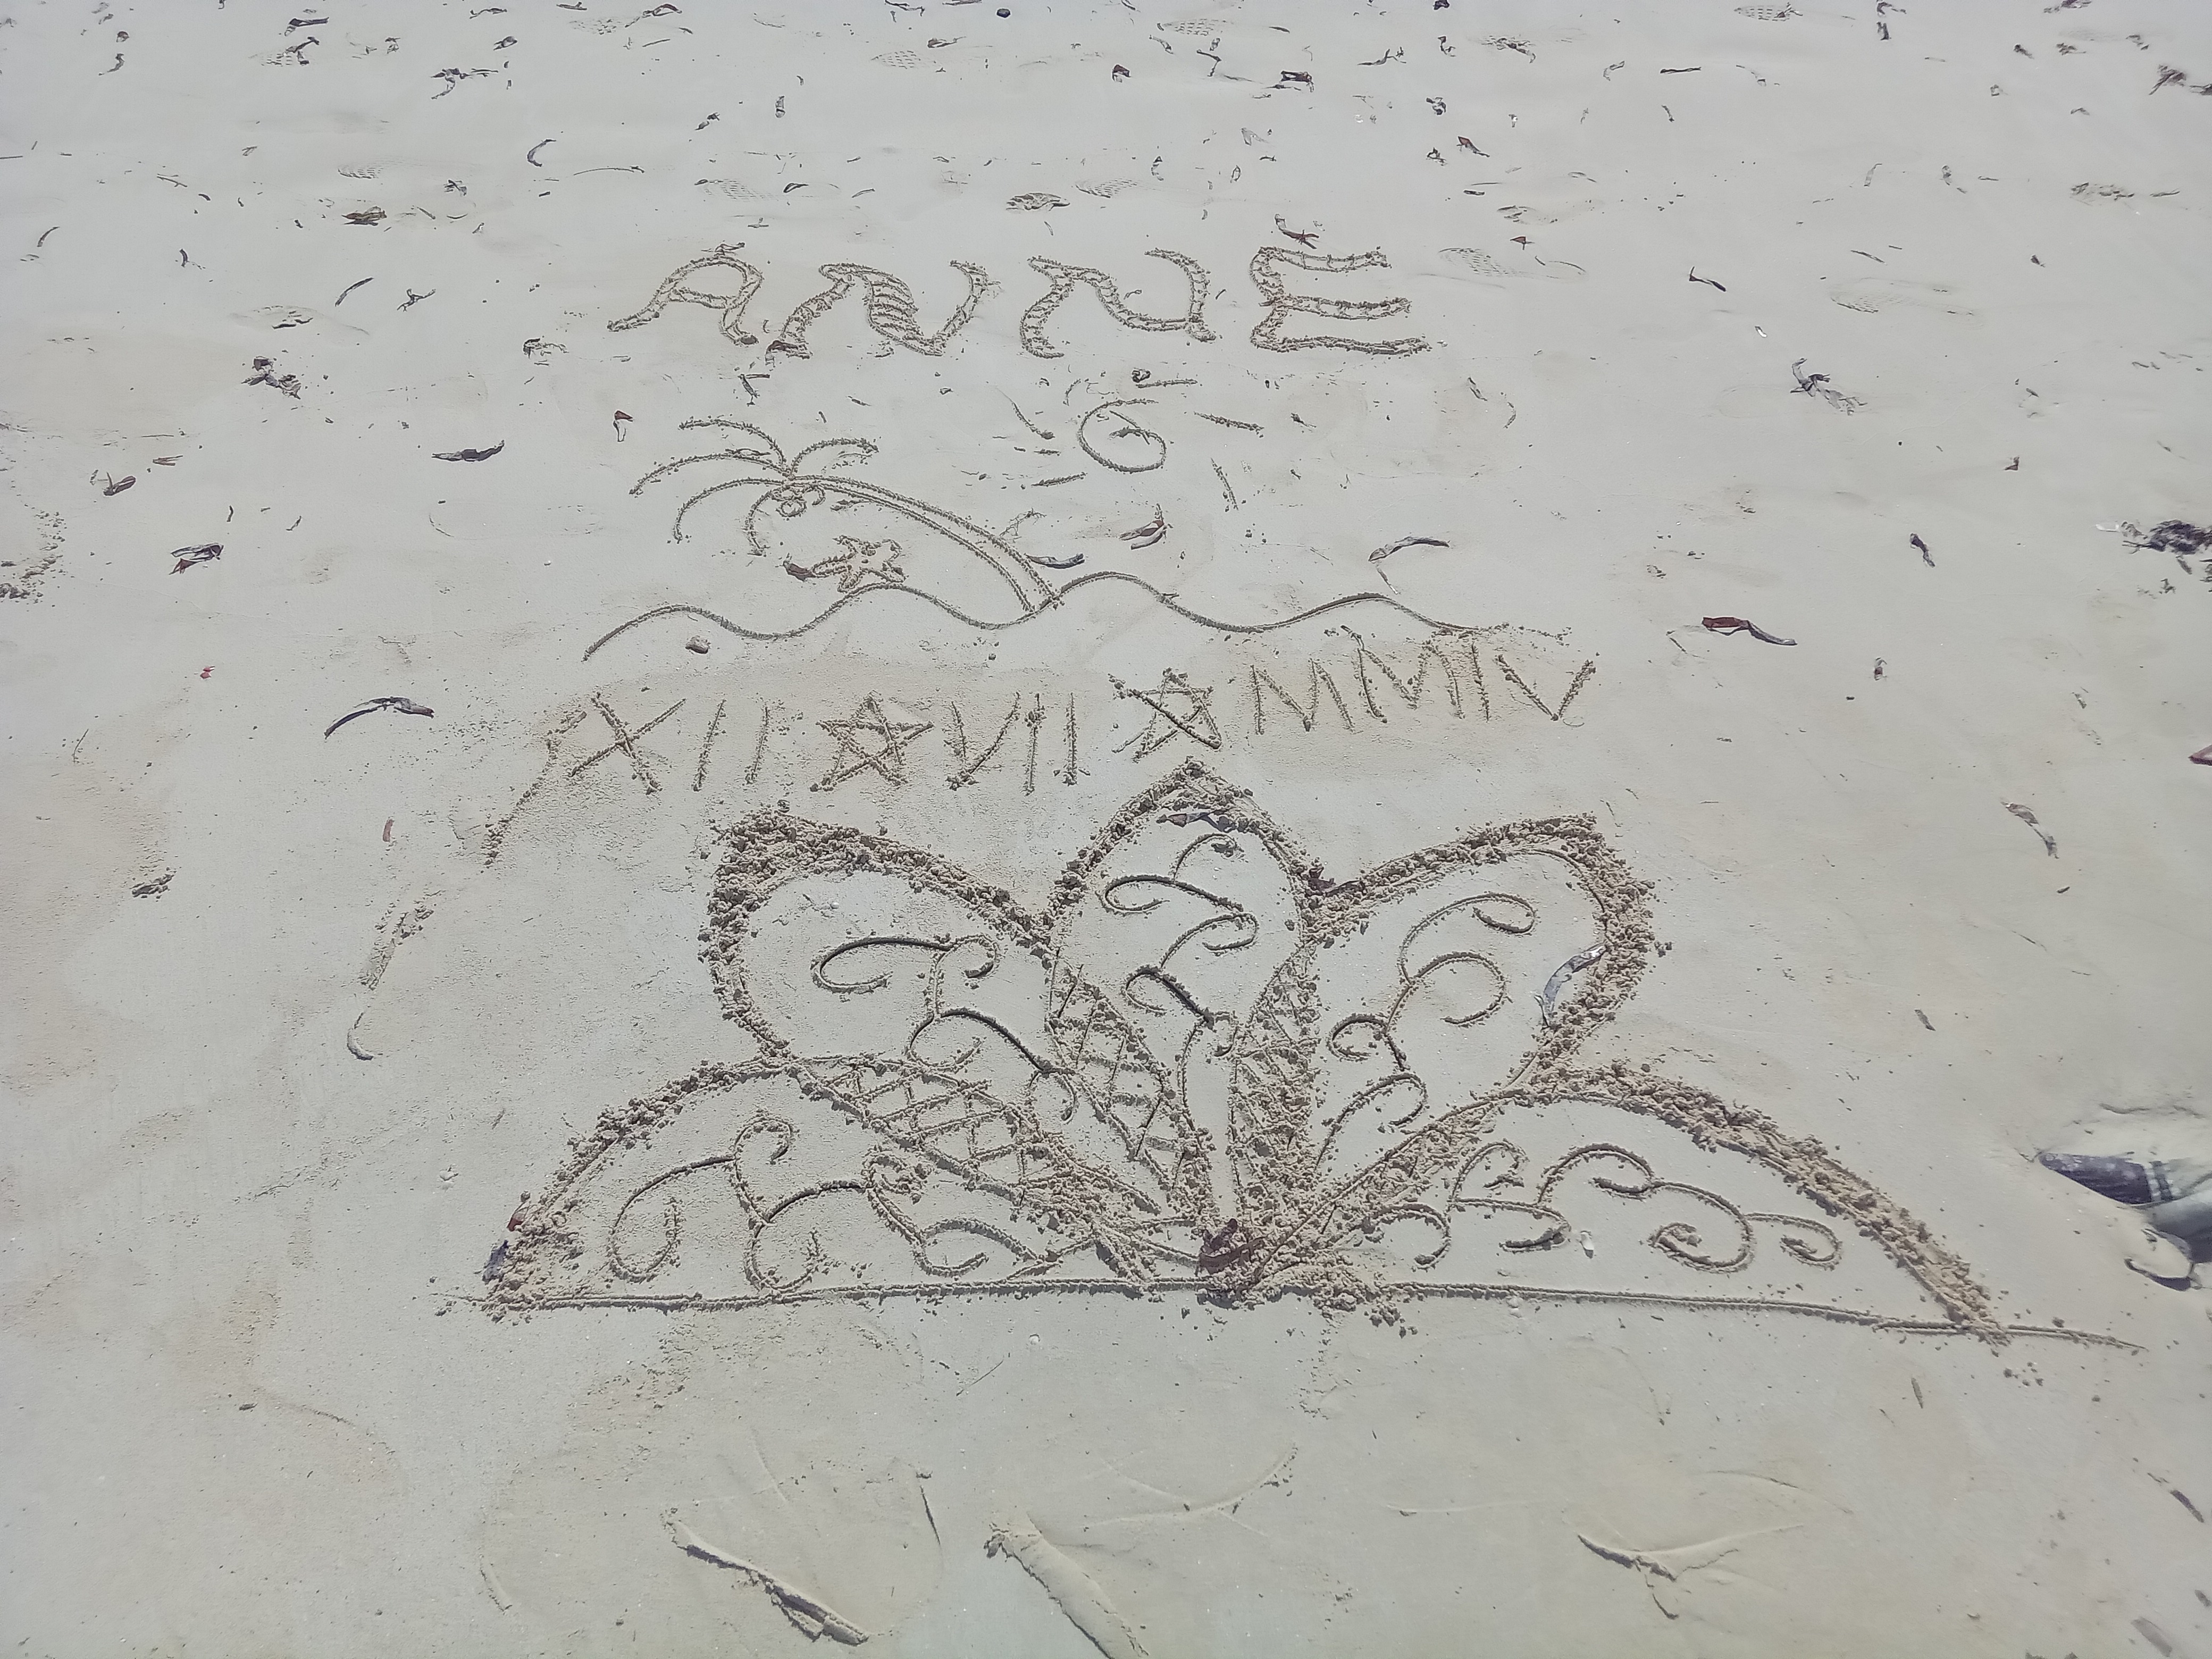 ANNE
XII ☆ VII ☆ MMIV